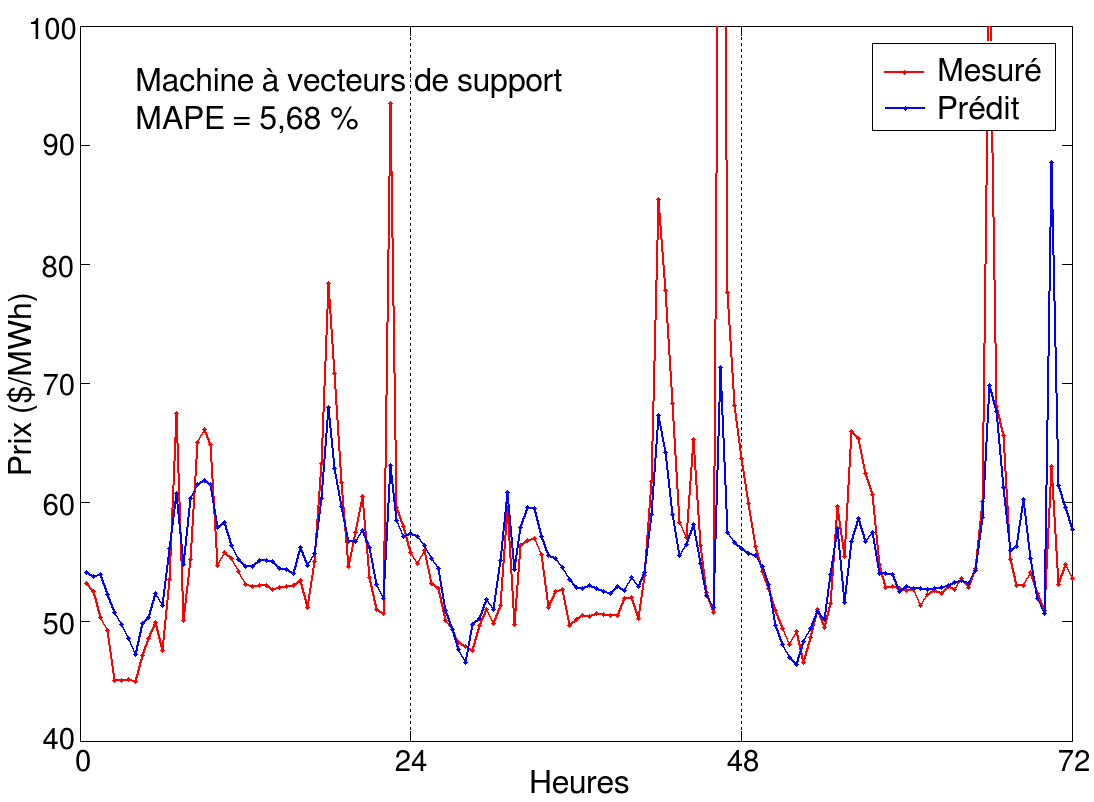 Machine à vecteurs de support
MAPE = 5,68 %
Mesuré
Prédit
Prix ($/MWh)
100
90
80
70
60
50
40
0
24
48
72
Heures